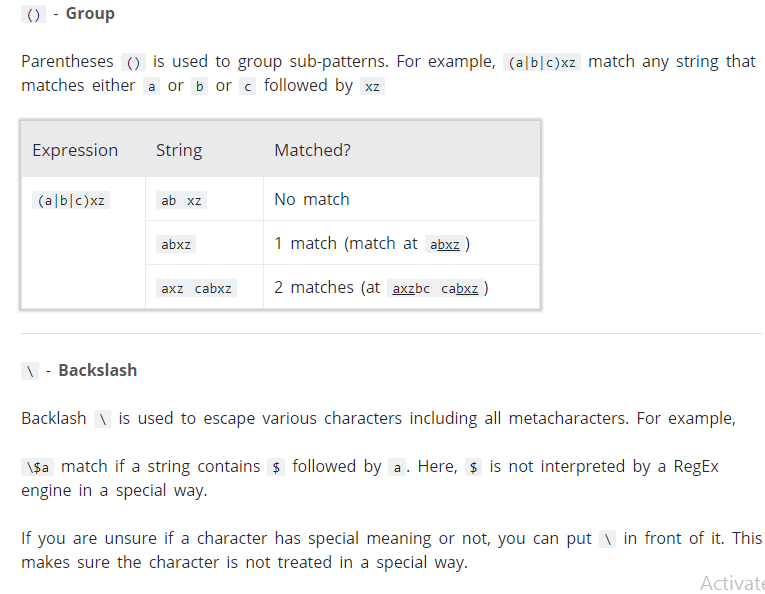 () - Group
Parentheses () is used to group sub-patterns. For example, (a|b|c)xz match any string that
matches either a or b or c followed by xz
Expression String Matched?
(a|b|c)xz ab xz No match
abxz 1 match (match at abxz )
axz cabxz 2 matches (at axzbc cabxz )
\ - Backslash
Backlash \ is used to escape various characters including all metacharacters. For example,
\$a match if a string contains $ followed by a . Here, $ is not interpreted by a RegEx
engine in a special way.
If you are unsure if a character has special meaning or not, you can put \ in front of it. This
makes sure the character is not treated in a special way.
Activate